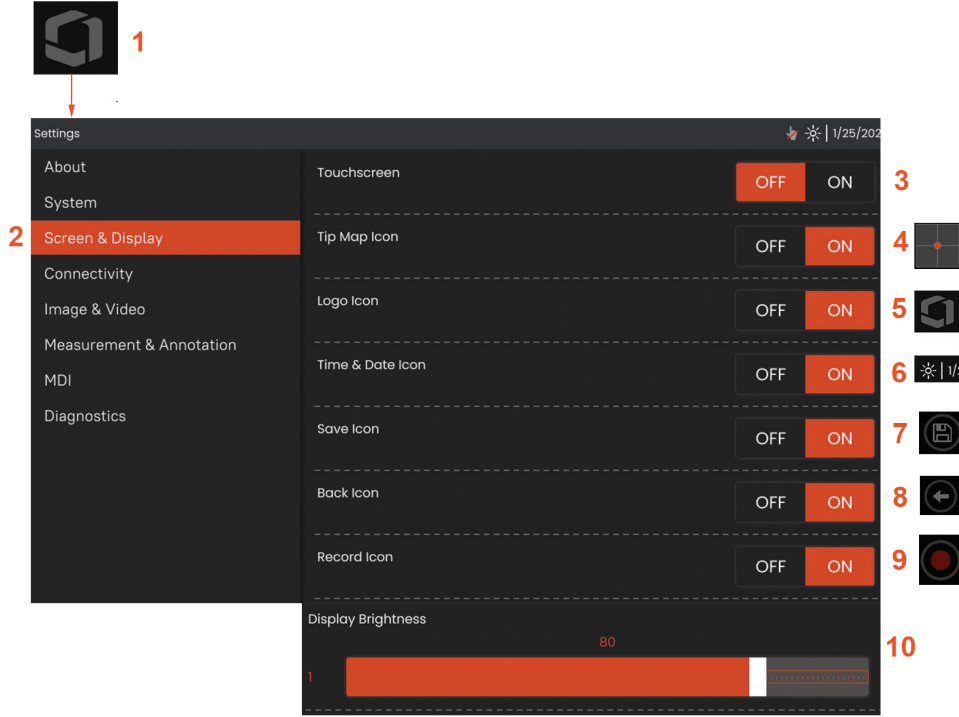 1
Settings
1/25/202
About
Touchscreen
OFF ON
3
System
2
Screen & Display
Tip Map Icon
OFF ON
4
Connectivity
Image & Video
Logo Icon
OFF ON
5
Measurement & Annotation
Time & Date Icon
OFF ON
6
1/2
MDI
Diagnostics
Save Icon
OFF ON
7
Back Icon
OFF ON
8
Record Icon
OFF ON
9
Display Brightness
80
10
1